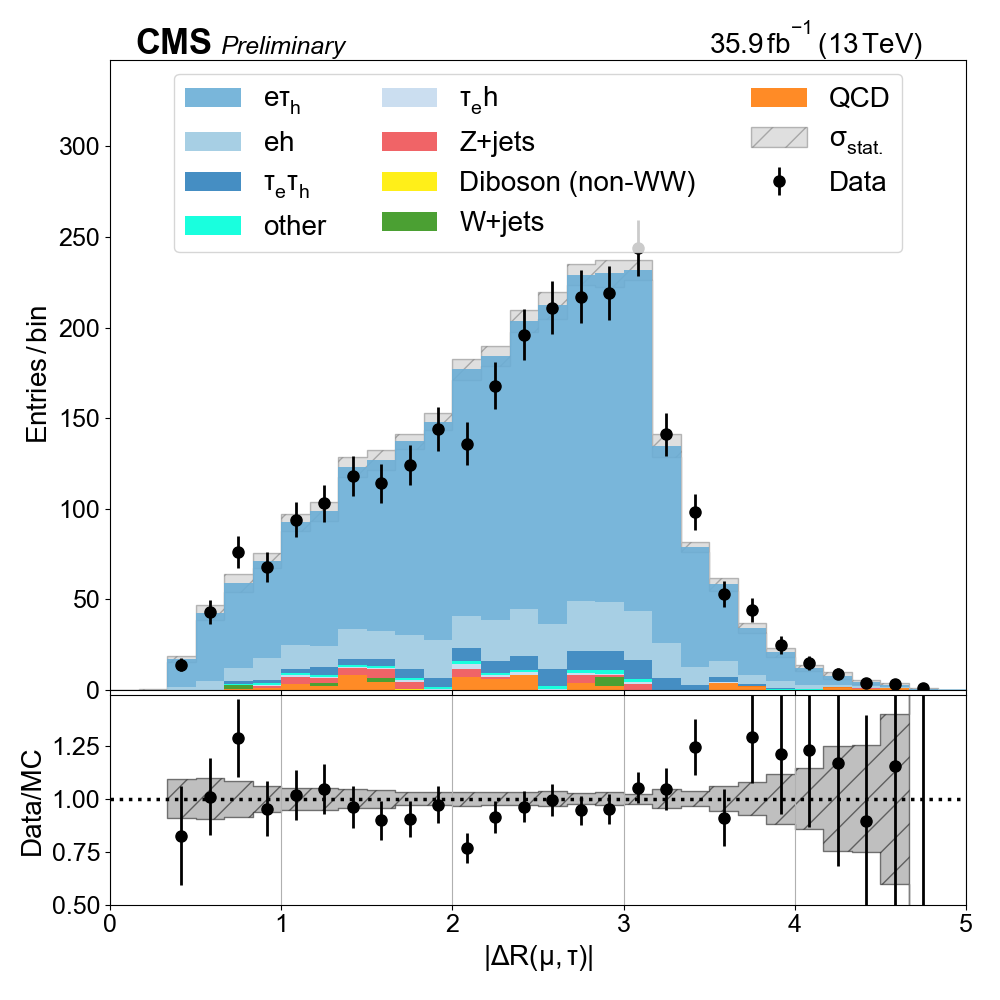 CMS Preliminary 35.9 fb⁻¹ (13 TeV)
eτₕ τₑh QCD
eh Z+jets σstat.
τₑτₕ Diboson (non-WW) Data
other W+jets
Entries / bin
300
250
200
150
100
50
0
Data/MC
1.25
1.00
0.75
0.50
0 1 2 3 4 5
|ΔR(μ, τ)|